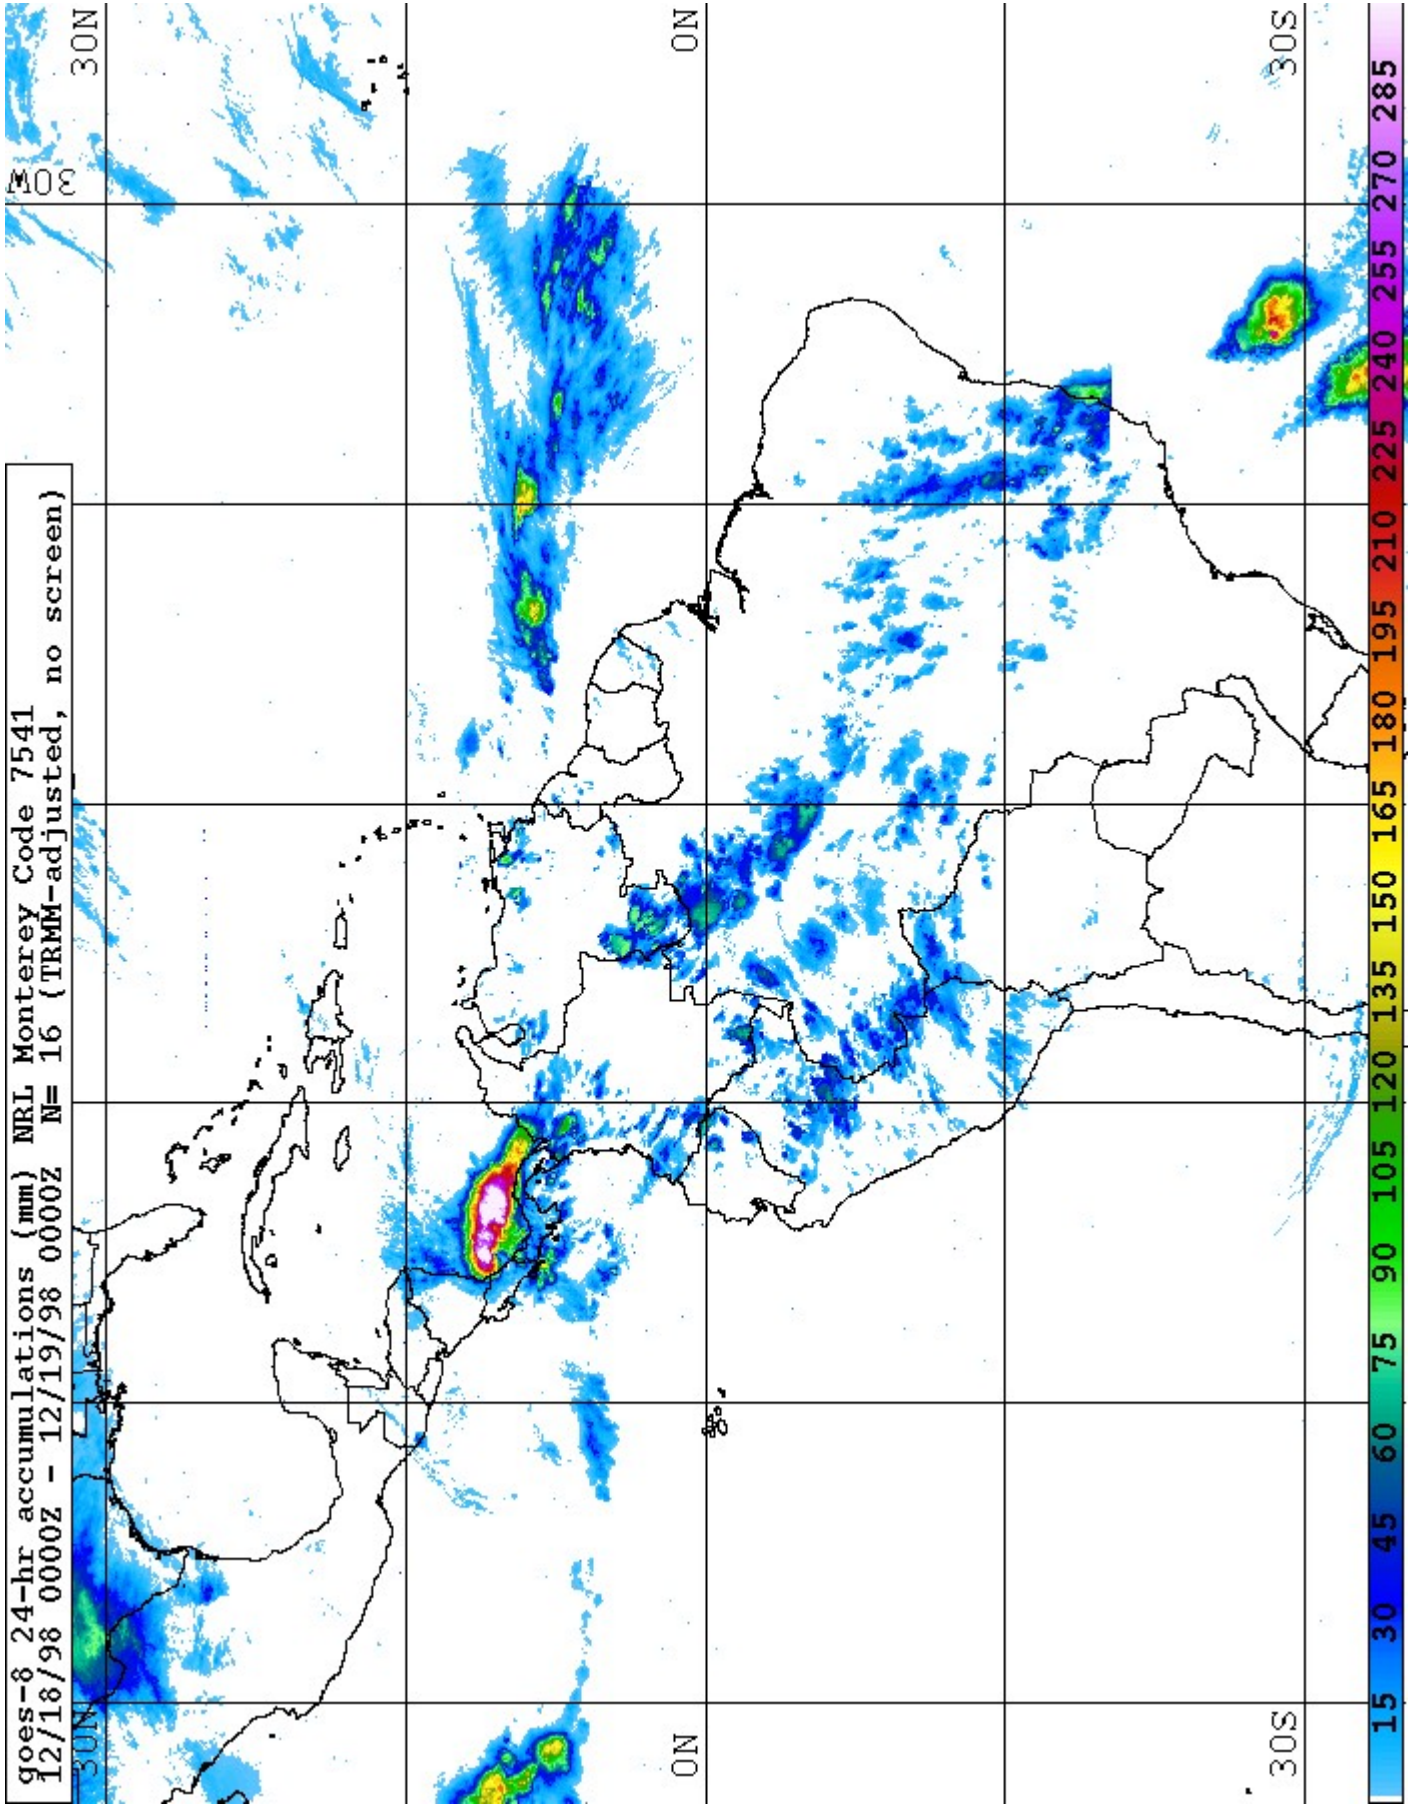 goes-8 24-hr accumulations (mm) NRL Monterey Code 7541
12/18/98 0000Z - 12/19/98 0000Z N= 16 (TRMM-adjusted, no screen)
30W
30N 30N
0N 0N
30S 30S
15 30 45 60 75 90 105 120 135 150 165 180 195 210 225 240 255 270 285